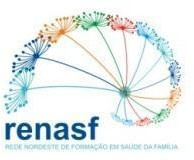 renasf
REDE NORDESTE DE FORMAÇÃO EM SAÚDE DA FAMÍLIA